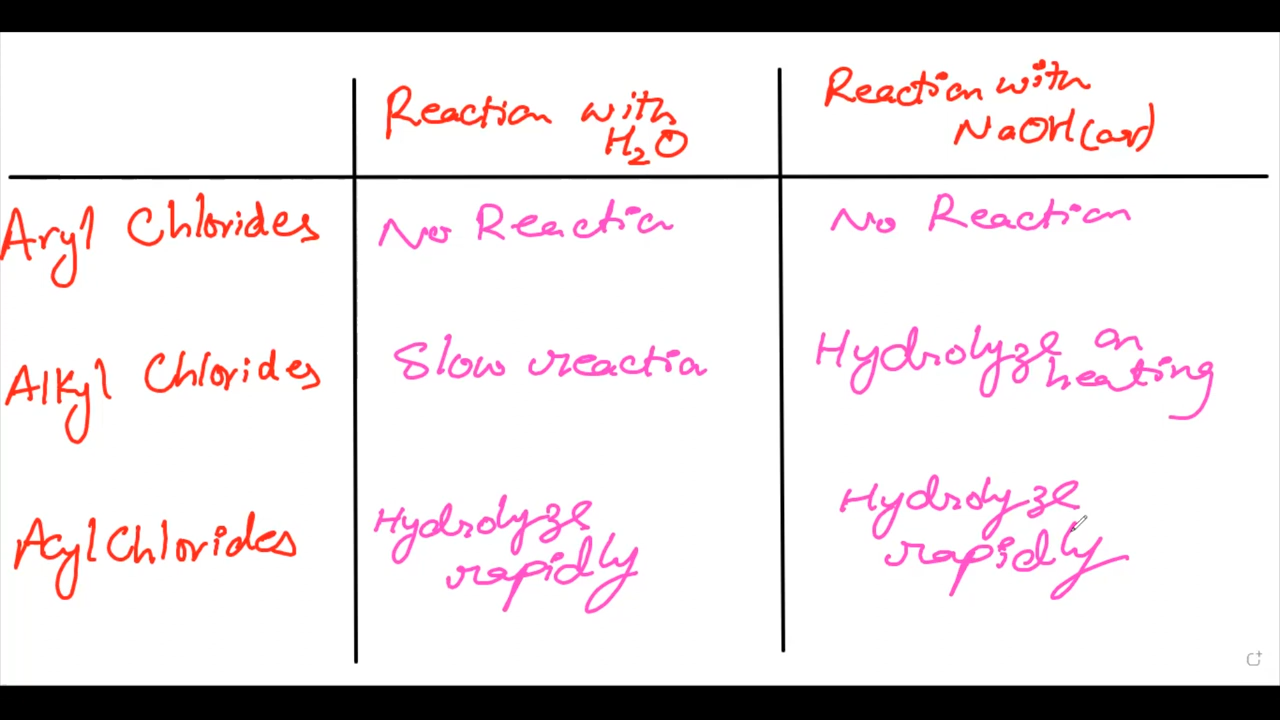 Reaction with
H2O
Reaction with
NaOH(aq)
Aryl Chlorides
No Reaction
No Reaction
Alkyl Chlorides
Slow reaction
Hydrolyze on
heating
Acyl Chlorides
Hydrolyze
rapidly
Hydrolyze
rapidly